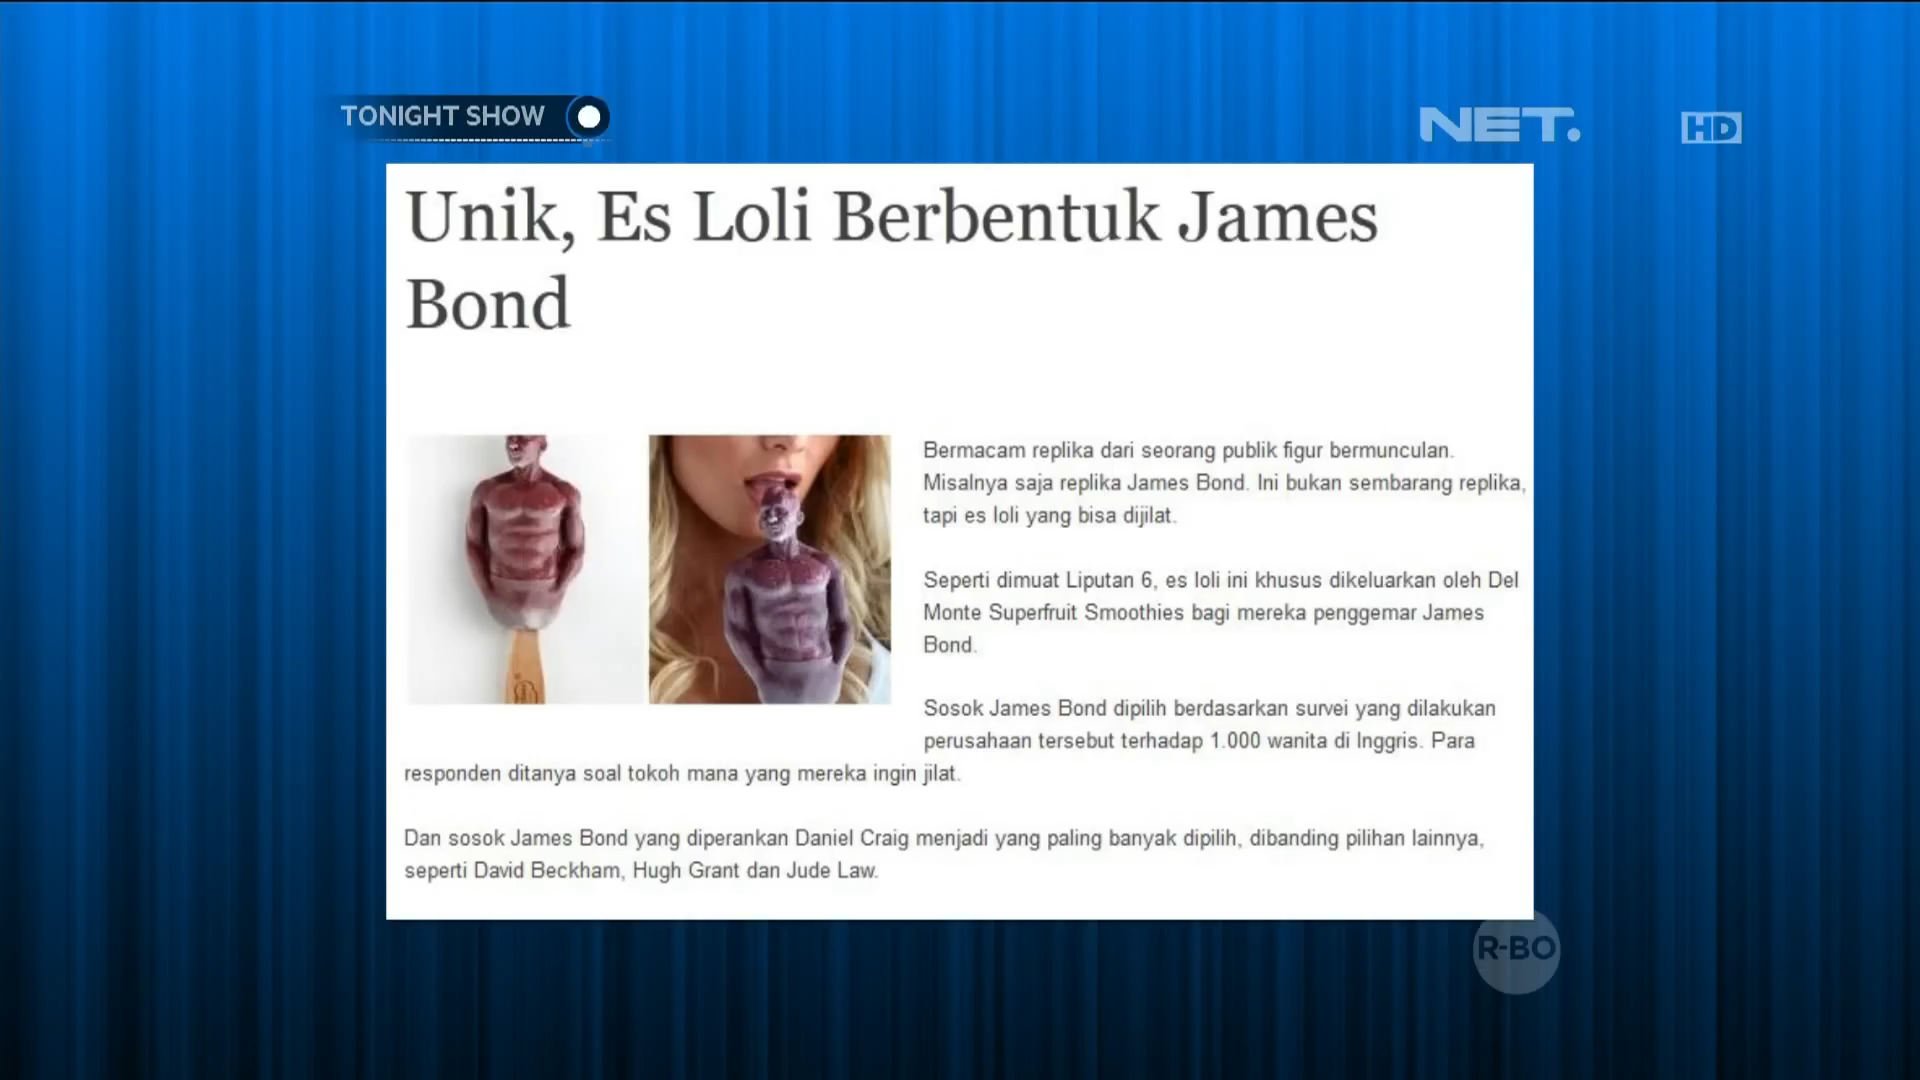 TONIGHT SHOW
NET.
HD
Unik, Es Loli Berbentuk James
Bond
Bermacam replika dari seorang publik figur bermunculan.
Misalnya saja replika James Bond. Ini bukan sembarang replika,
tapi es loli yang bisa dijilat.
Seperti dimuat Liputan 6, es loli ini khusus dikeluarkan oleh Del
Monte Superfruit Smoothies bagi mereka penggemar James
Bond.
Sosok James Bond dipilih berdasarkan survei yang dilakukan
perusahaan tersebut terhadap 1.000 wanita di Inggris. Para
responden ditanya soal tokoh mana yang mereka ingin jilat.
Dan sosok James Bond yang diperankan Daniel Craig menjadi yang paling banyak dipilih, dibanding pilihan lainnya,
seperti David Beckham, Hugh Grant dan Jude Law.
R-BO